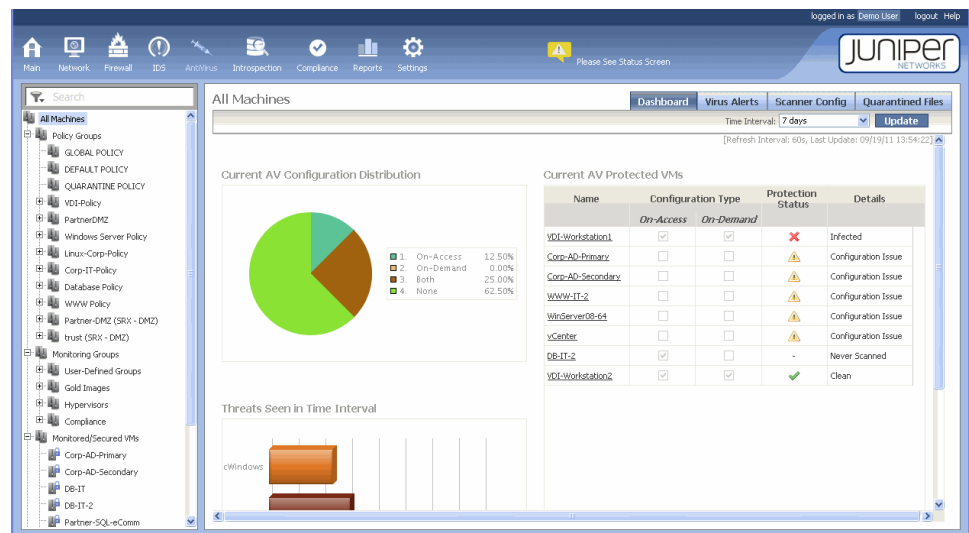 logged in as Demo User logout Help
Main Network Firewall IDS AntiVirus Introspection Compliance Reports Settings
Please See Status Screen
JUNIPER
NETWORKS
Search
All Machines
Policy Groups
GLOBAL POLICY
DEFAULT POLICY
QUARANTINE POLICY
VDI-Policy
PartnerDMZ
Windows Server Policy
Linux-Corp-Policy
Corp-IT-Policy
Database Policy
WWW Policy
Partner-DMZ (SRX - DMZ)
trust (SRX - DMZ)
Monitoring Groups
User-Defined Groups
Gold Images
Hypervisors
Compliance
Monitored/Secured VMs
Corp-AD-Primary
Corp-AD-Secondary
DB-IT
DB-IT-2
Partner-SQL-eComm
All Machines
Dashboard Virus Alerts Scanner Config Quarantined Files
Time Interval: 7 days Update
[Refresh Interval: 60s, Last Update: 09/19/11 13:54:22]
Current AV Configuration Distribution
1. On-Access 12.50%
2. On-Demand 0.00%
3. Both 25.00%
4. None 62.50%
Threats Seen in Time Interval
cWindows
Current AV Protected VMs
Name Configuration Type Protection Status Details
On-Access On-Demand
VDI-Workstation1 Infected
Corp-AD-Primary Configuration Issue
Corp-AD-Secondary Configuration Issue
WWW-IT-2 Configuration Issue
WinServer08-64 Configuration Issue
vCenter Configuration Issue
DB-IT-2 - Never Scanned
VDI-Workstation2 Clean